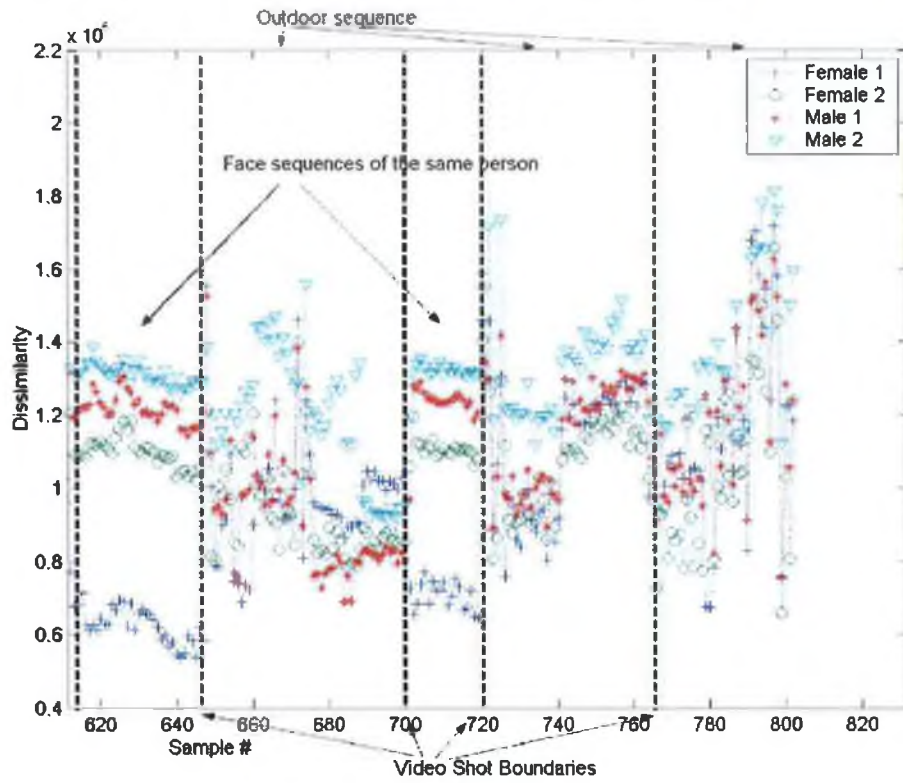 Outdoor sequence
x 10
2.2
2
1.8
1.6
1.4
1.2
1
0.8
0.6
0.4
Dissimilarity
Female 1
Female 2
Male 1
Male 2
Face sequences of the same person
620 640 660 680 700 720 740 760 780 800 820
Sample #
Video Shot Boundaries